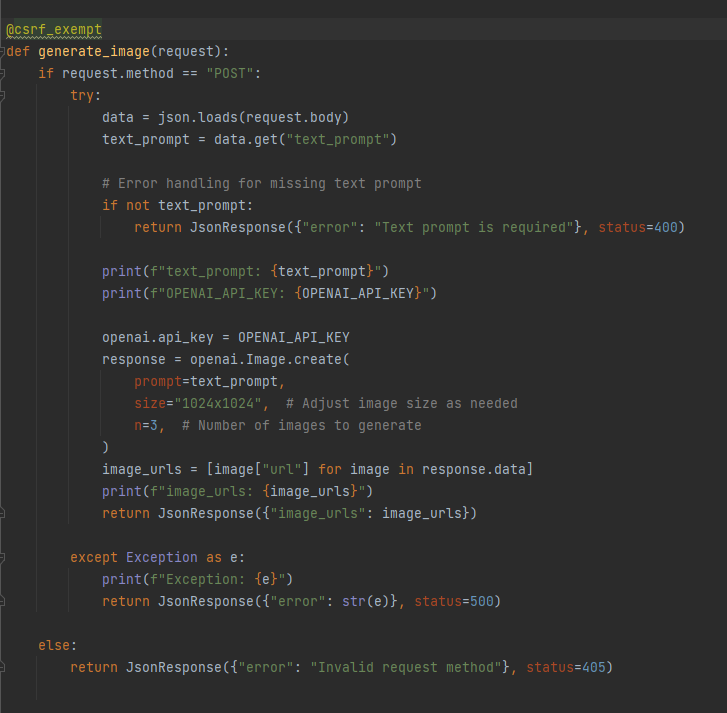 @csrf_exempt
def generate_image(request):
    if request.method == "POST":
        try:
            data = json.loads(request.body)
            text_prompt = data.get("text_prompt")

            # Error handling for missing text prompt
            if not text_prompt:
                return JsonResponse({"error": "Text prompt is required"}, status=400)

            print(f"text_prompt: {text_prompt}")
            print(f"OPENAI_API_KEY: {OPENAI_API_KEY}")

            openai.api_key = OPENAI_API_KEY
            response = openai.Image.create(
                prompt=text_prompt,
                size="1024x1024",  # Adjust image size as needed
                n=3,  # Number of images to generate
            )
            image_urls = [image["url"] for image in response.data]
            print(f"image_urls: {image_urls}")
            return JsonResponse({"image_urls": image_urls})

        except Exception as e:
            print(f"Exception: {e}")
            return JsonResponse({"error": str(e)}, status=500)

    else:
        return JsonResponse({"error": "Invalid request method"}, status=405)